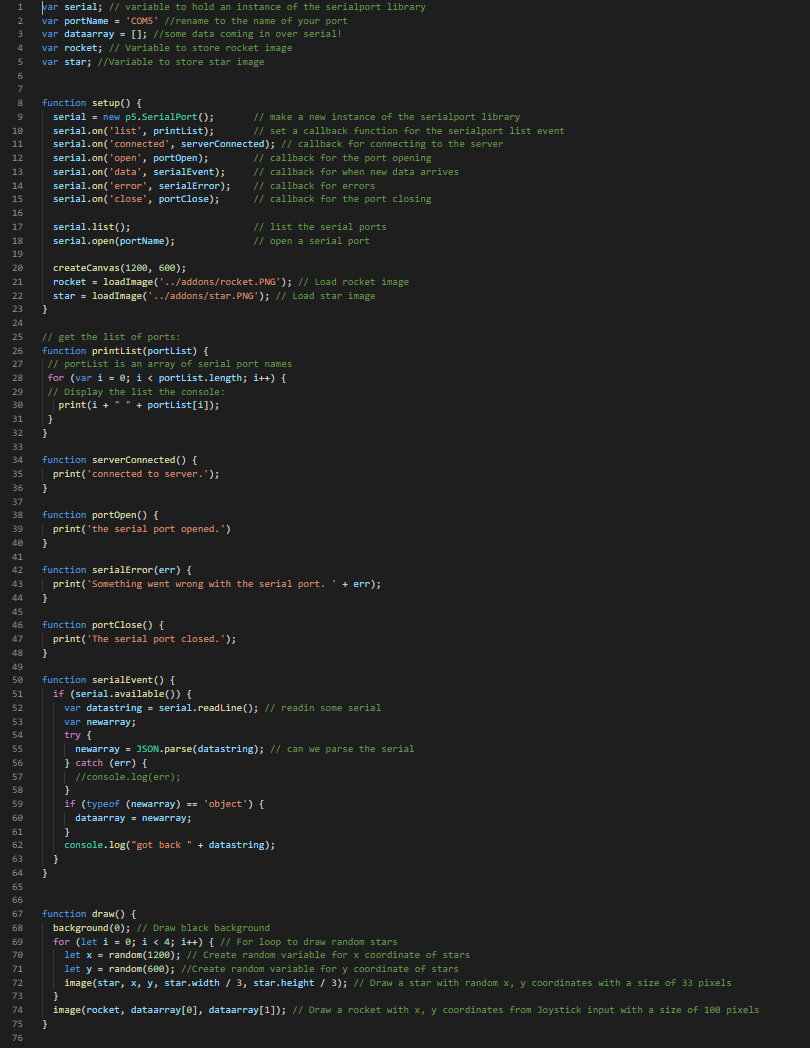 1 var serial; // variable to hold an instance of the serialport library
2 var portName = 'COM5' //rename to the name of your port
3 var dataarray = []; //some data coming in over serial!
4 var rocket; // Variable to store rocket image
5 var star; //Variable to store star image
6
7
8 function setup() {
9 serial = new p5.SerialPort(); // make a new instance of the serialport library
10 serial.on('list', printList); // set a callback function for the serialport list event
11 serial.on('connected', serverConnected); // callback for connecting to the server
12 serial.on('open', portOpen); // callback for the port opening
13 serial.on('data', serialEvent); // callback for when new data arrives
14 serial.on('error', serialError); // callback for errors
15 serial.on('close', portClose); // callback for the port closing
16
17 serial.list(); // list the serial ports
18 serial.open(portName); // open a serial port
19
20 createCanvas(1200, 600);
21 rocket = loadImage('../addons/rocket.PNG'); // Load rocket image
22 star = loadImage('../addons/star.PNG'); // Load star image
23 }
24
25 // get the list of ports:
26 function printList(portList) {
27 // portList is an array of serial port names
28 for (var i = 0; i < portList.length; i++) {
29 // Display the list the console:
30 print(i + " " + portList[i]);
31 }
32 }
33
34 function serverConnected() {
35 print('connected to server.');
36 }
37
38 function portOpen() {
39 print('the serial port opened.')
40 }
41
42 function serialError(err) {
43 print('Something went wrong with the serial port. ' + err);
44 }
45
46 function portClose() {
47 print('The serial port closed.');
48 }
49
50 function serialEvent() {
51 if (serial.available()) {
52 var datastring = serial.readLine(); // readin some serial
53 var newarray;
54 try {
55 newarray = JSON.parse(datastring); // can we parse the serial
56 } catch (err) {
57 //console.log(err);
58 }
59 if (typeof (newarray) == 'object') {
60 dataarray = newarray;
61 }
62 console.log("got back " + datastring);
63 }
64 }
65
66
67 function draw() {
68 background(0); // Draw black background
69 for (let i = 0; i < 4; i++) { // For loop to draw random stars
70 let x = random(1200); // Create random variable for x coordinate of stars
71 let y = random(600); //Create random variable for y coordinate of stars
72 image(star, x, y, star.width / 3, star.height / 3); // Draw a star with random x, y coordinates with a size of 33 pixels
73 }
74 image(rocket, dataarray[0], dataarray[1]); // Draw a rocket with x, y coordinates from Joystick input with a size of 100 pixels
75 }
76